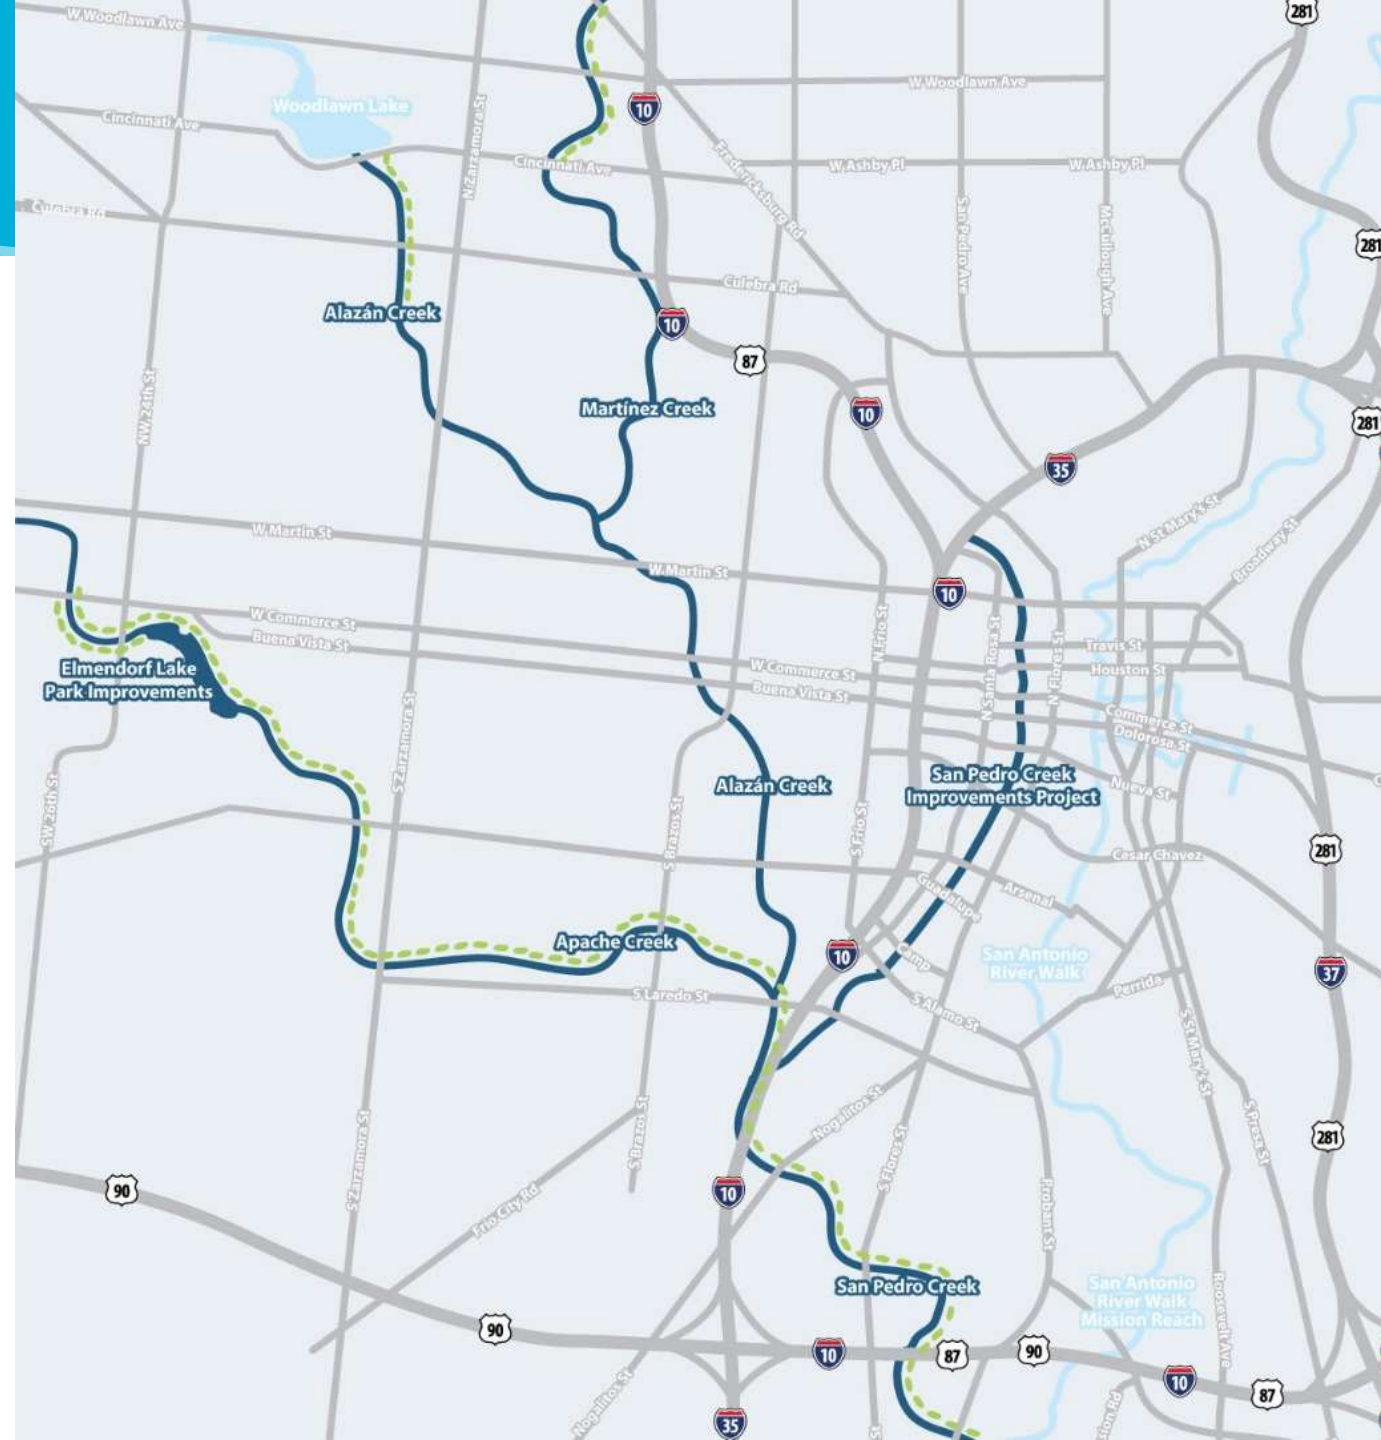 W Woodlawn Ave
281
Woodlawn Lake
10
W Woodlawn Ave
Cincinnati Ave
N Zarzamora St
Cincinnati Ave
Fredericksburg Rd
W Ashby Pl
W Ashby Pl
Culebra Rd
San Pedro Ave
McCullough Ave
281
Culebra Rd
Alazán Creek
10
87
NW 24th St
Martínez Creek
10
281
35
N St Mary's St
Broadway St
W Martin St
W Martin St
10
W Commerce St
Buena Vista St
N Frio St
N Santa Rosa St
N Flores St
Travis St
Houston St
Elmendorf Lake
Park Improvements
W Commerce St
Buena Vista St
Commerce St
Dolorosa St
S Zarzamora St
SW 26th St
Alazán Creek
San Pedro Creek
Improvements Project
Nueva St
S Brazos St
S Frio St
Cesar Chavez
281
Guadalupe
Arsenal
Apache Creek
10
Camp
San Antonio
River Walk
37
S Laredo St
S Alamo St
Perrida
S St Mary's St
Nogalitos St
S Brazos St
S Zarzamora St
S Flores St
S Presa St
281
90
10
Frio City Rd
Probant St
San Pedro Creek
San Antonio
River Walk
Mission Reach
Roosevelt Ave
90
10
87
90
10
87
Nogalitos St
35
St